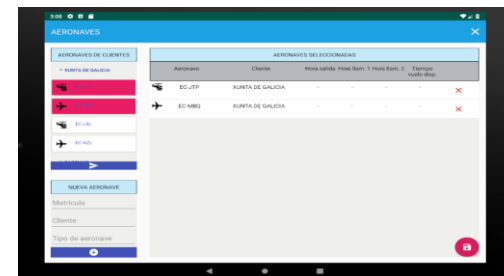 3:08
AERONAVES
AERONAVES DE CLIENTES
XUNTA DE GALICIA
EC-LBL
EC-KZL
NUEVA AERONAVE
Matrícula
Cliente
Tipo de aeronave
AERONAVES SELECCIONADAS
Aeronave Cliente Hora salida Hora llam. 1 Hora llam. 2 Tiempo vuelo disp.
EC-JTP XUNTA DE GALICIA - - - -
EC-MBQ XUNTA DE GALICIA - - - -